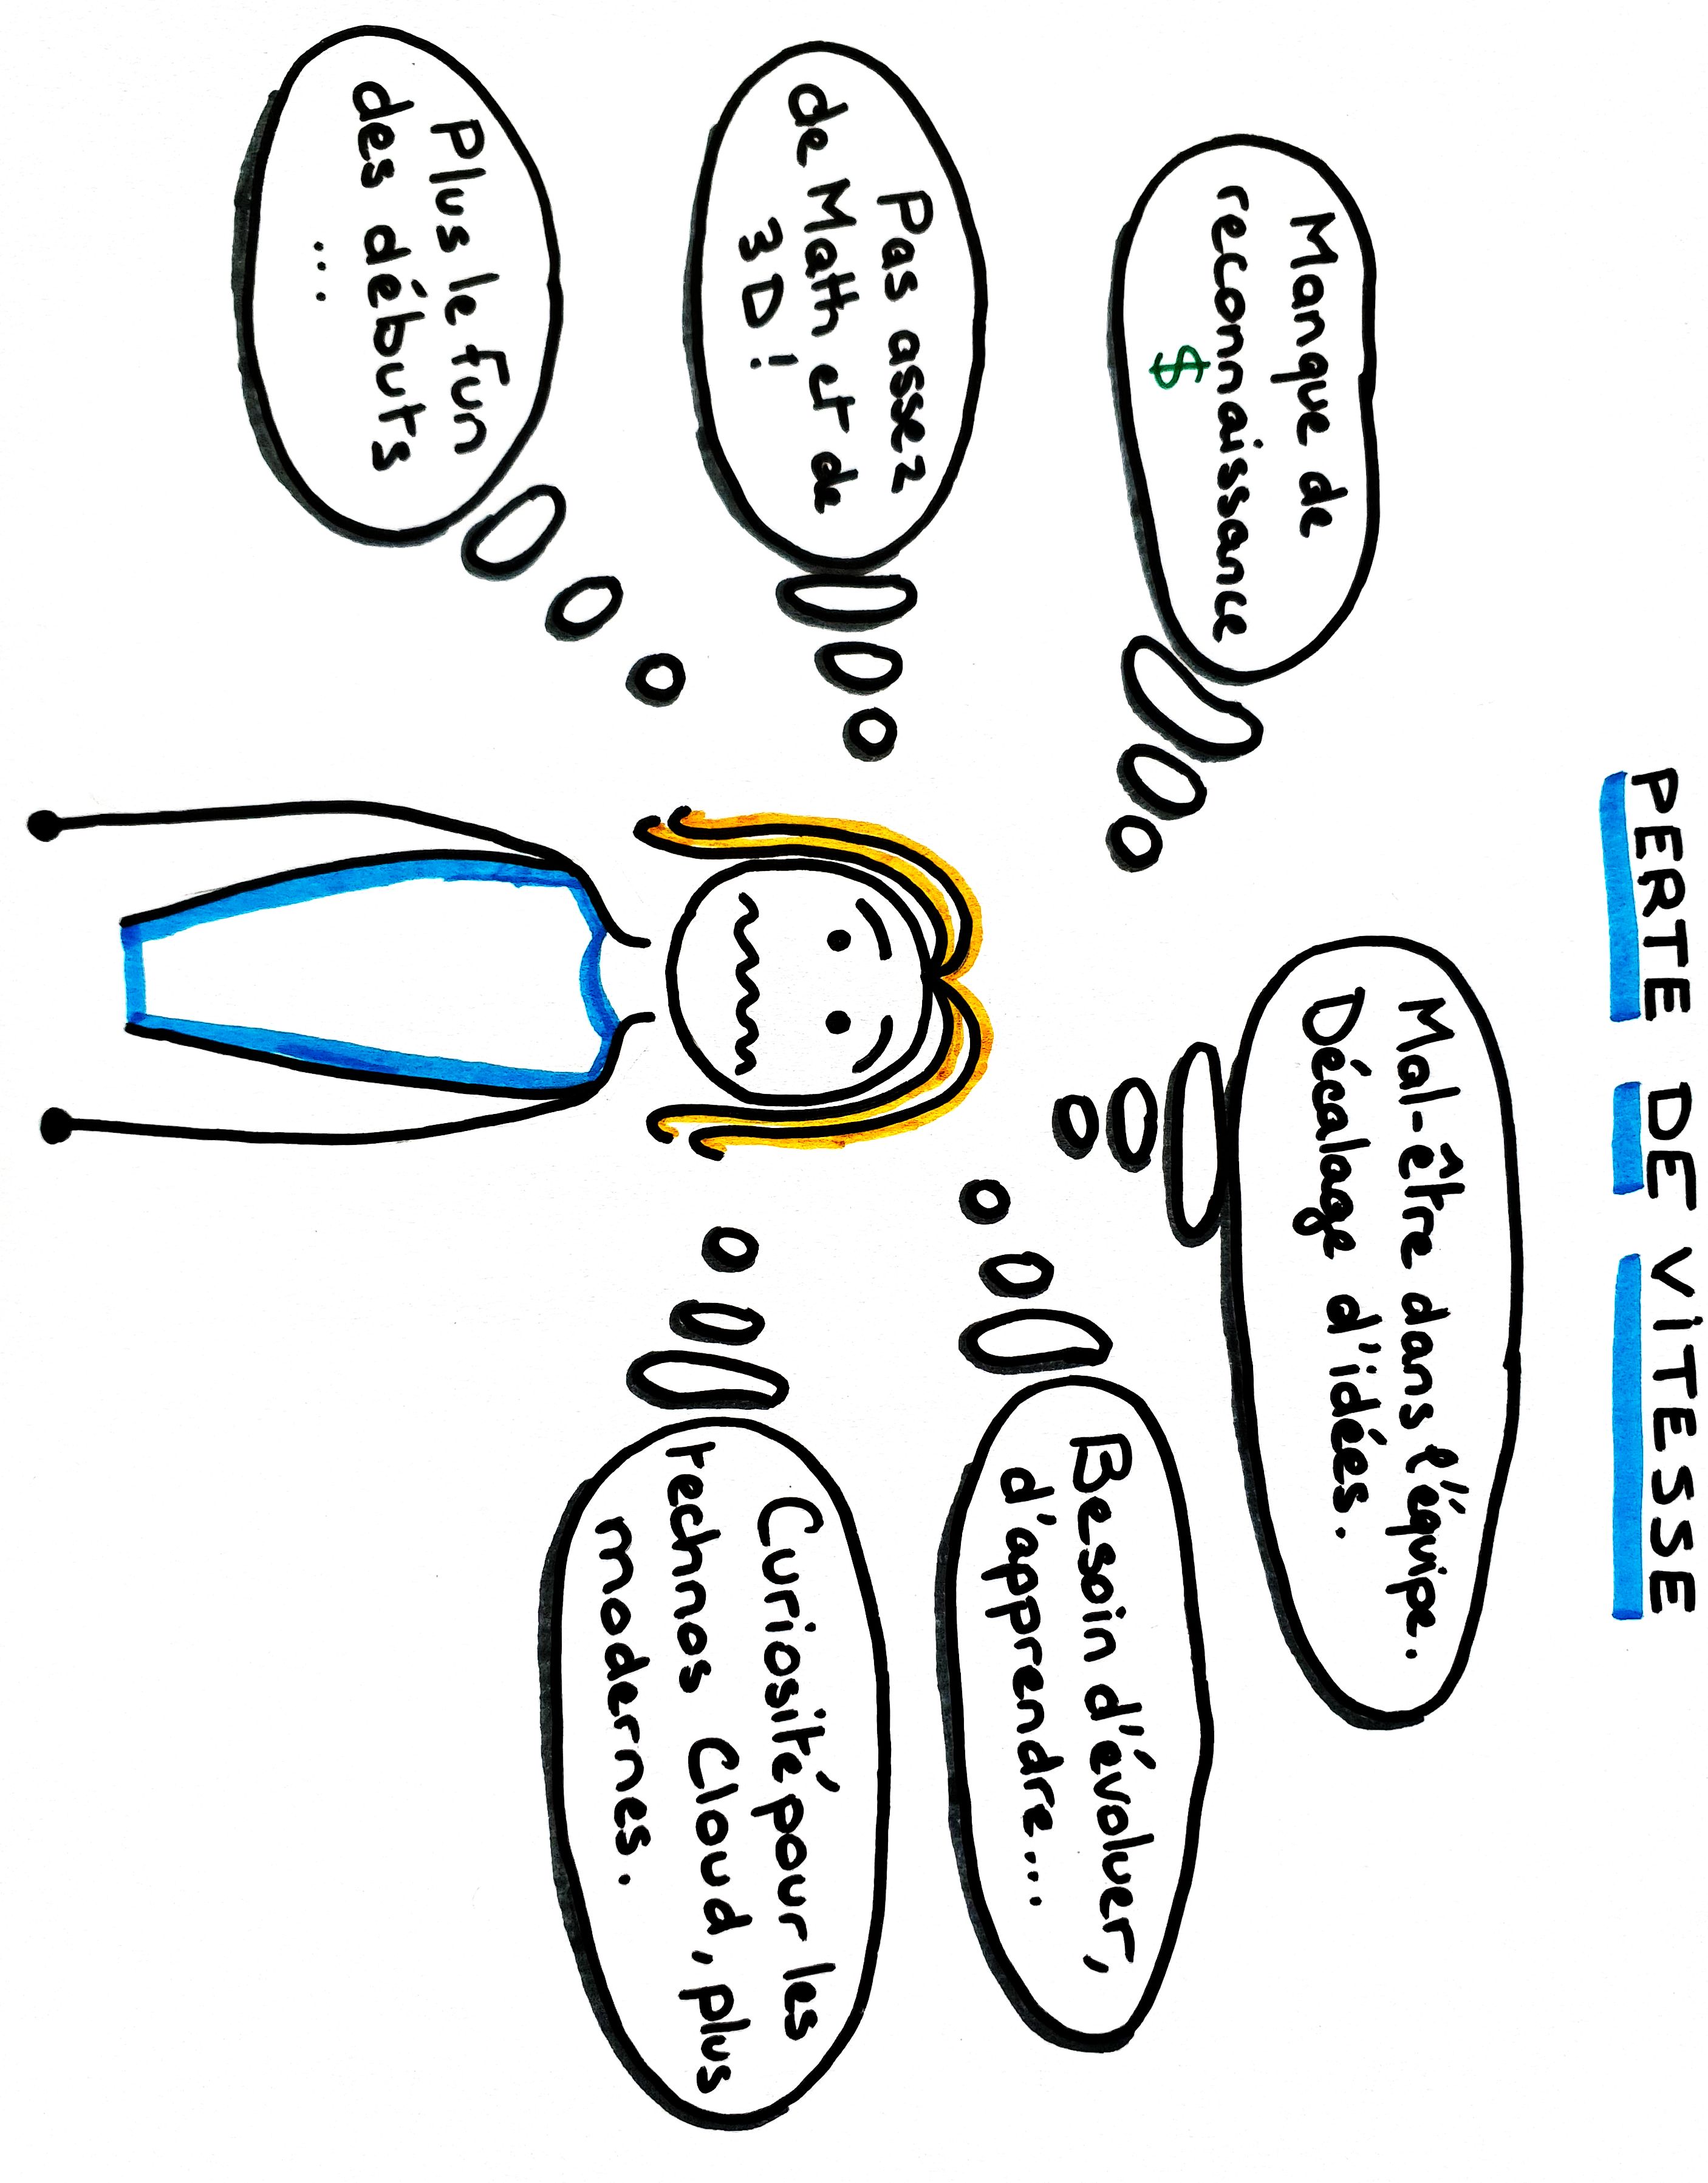 PERTE DE VITESSE
Mal-être dans l'équipe.
Décalage d'idées.
Manque de
reconnaissance
$
Besoin d'évoluer,
d'apprendre...
Pas assez
de Math et de
3D!
Curiosité pour les
technos Cloud, plus
modernes.
Plus le fun
des débuts
...